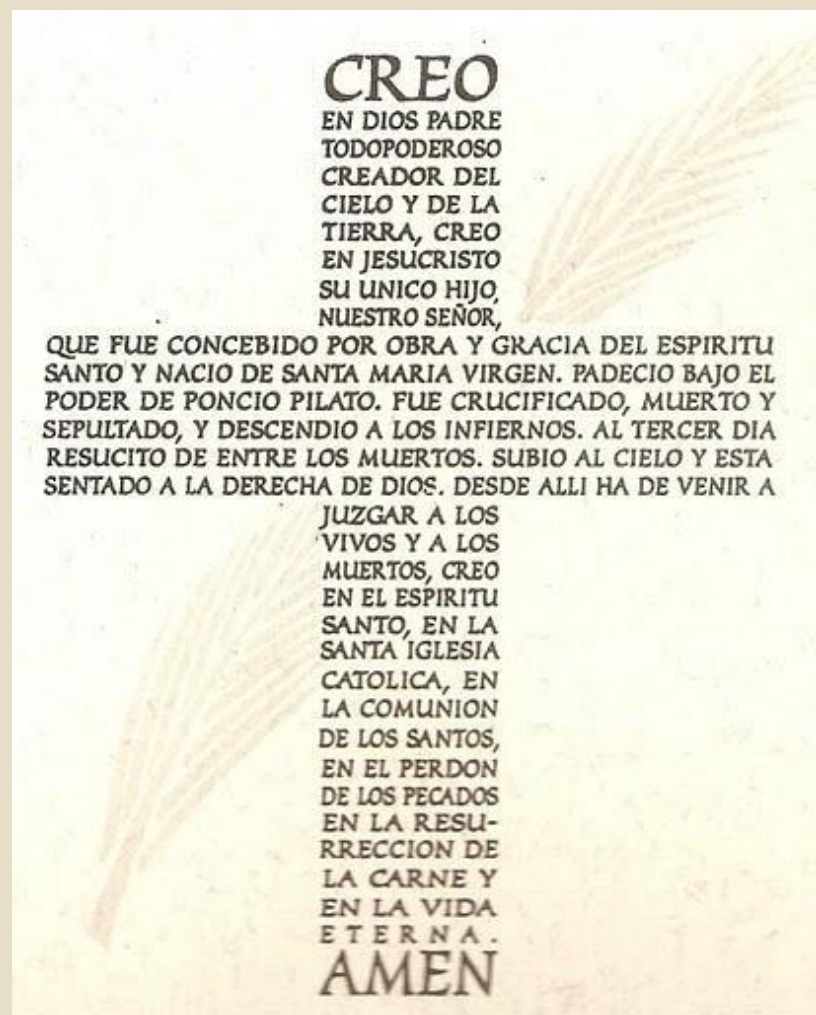 CREO
EN DIOS PADRE
TODOPODEROSO
CREADOR DEL
CIELO Y DE LA
TIERRA, CREO
EN JESUCRISTO
SU UNICO HIJO,
NUESTRO SEÑOR,
QUE FUE CONCEBIDO POR OBRA Y GRACIA DEL ESPIRITU
SANTO Y NACIO DE SANTA MARIA VIRGEN. PADECIO BAJO EL
PODER DE PONCIO PILATO. FUE CRUCIFICADO, MUERTO Y
SEPULTADO, Y DESCENDIO A LOS INFIERNOS. AL TERCER DIA
RESUCITO DE ENTRE LOS MUERTOS. SUBIO AL CIELO Y ESTA
SENTADO A LA DERECHA DE DIOS. DESDE ALLI HA DE VENIR A
JUZGAR A LOS
VIVOS Y A LOS
MUERTOS, CREO
EN EL ESPIRITU
SANTO, EN LA
SANTA IGLESIA
CATOLICA, EN
LA COMUNION
DE LOS SANTOS,
EN EL PERDON
DE LOS PECADOS
EN LA RESU-
RRECCION DE
LA CARNE Y
EN LA VIDA
ETERNA.
AMEN